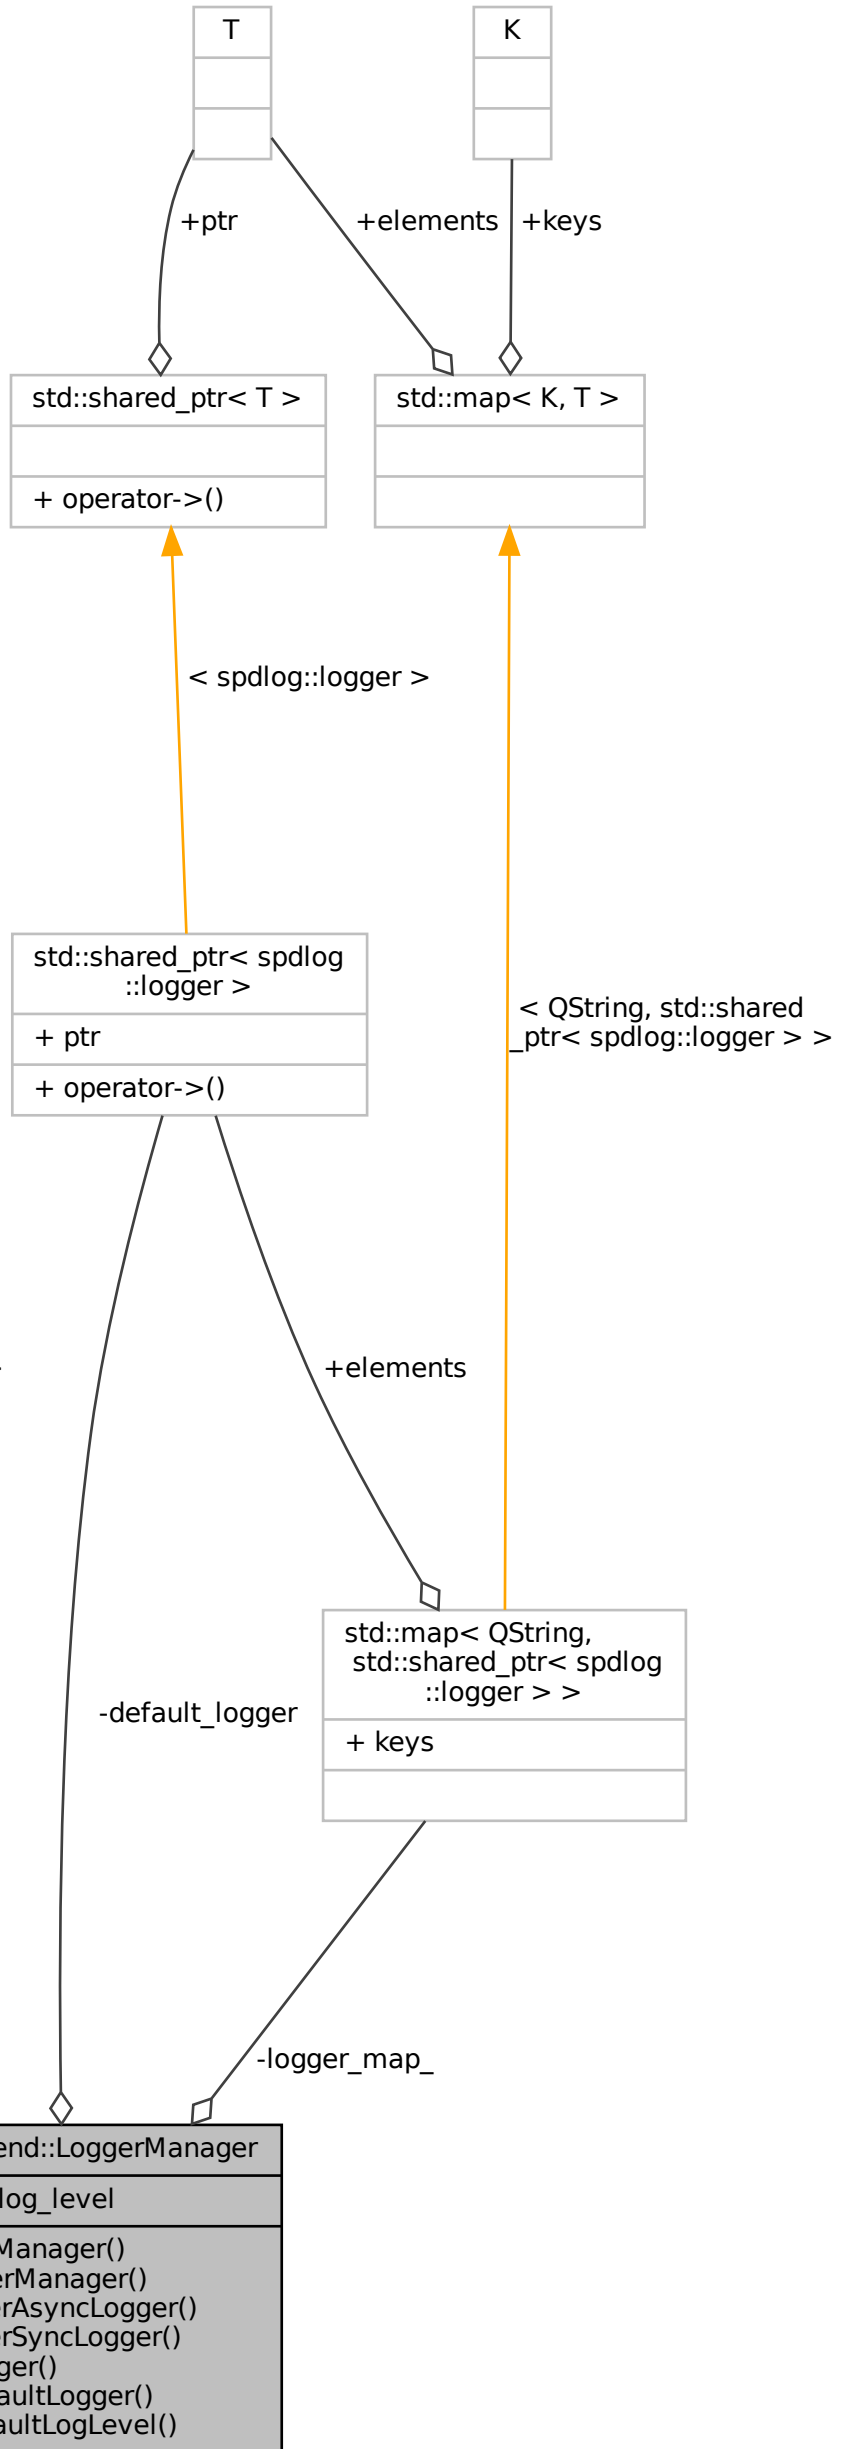 T
K
+ptr
+elements
+keys
std::shared_ptr< T >
+ operator->()
std::map< K, T >
< spdlog::logger >
std::shared_ptr< spdlog
::logger >
+ ptr
+ operator->()
< QString, std::shared
_ptr< spdlog::logger > >
+elements
std::map< QString,
std::shared_ptr< spdlog
::logger > >
+ keys
-default_logger
-logger_map_
end::LoggerManager
log_level
Manager()
erManager()
erAsyncLogger()
erSyncLogger()
ger()
aultLogger()
aultLogLevel()